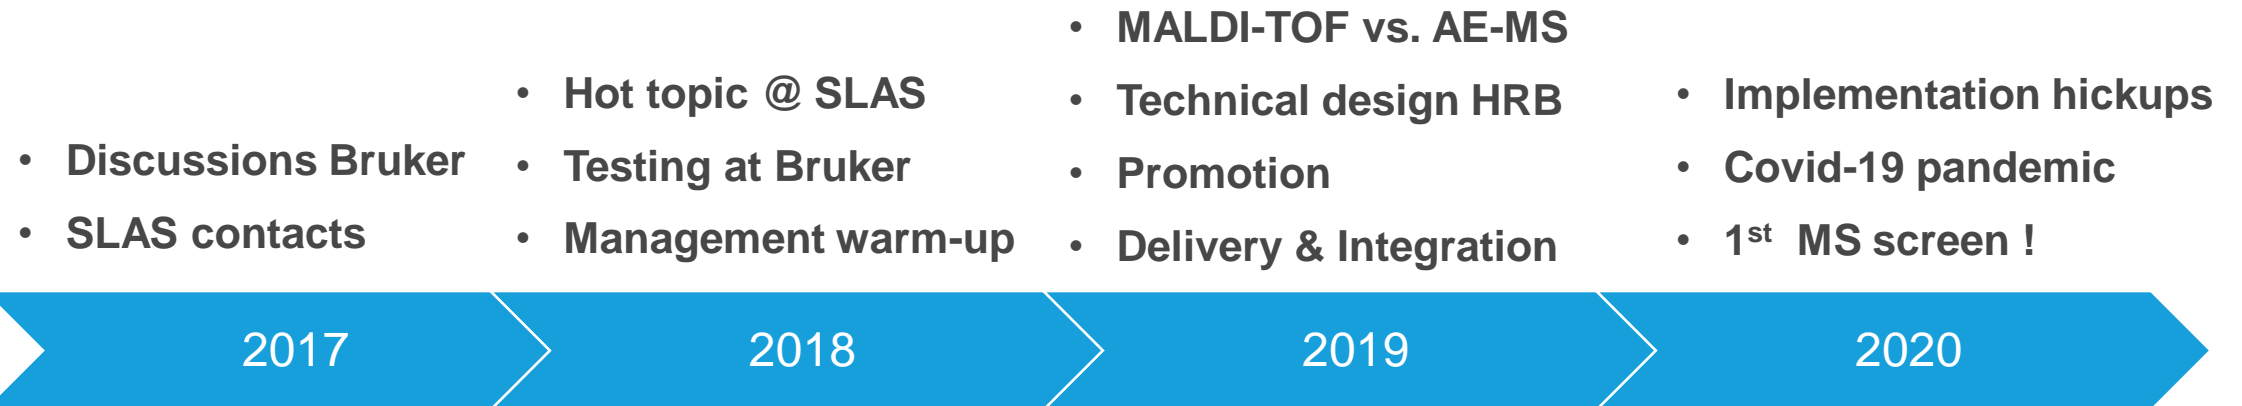 • Discussions Bruker
• SLAS contacts
2017
• Hot topic @ SLAS
• Testing at Bruker
• Management warm-up
2018
• MALDI-TOF vs. AE-MS
• Technical design HRB
• Promotion
• Delivery & Integration
2019
• Implementation hickups
• Covid-19 pandemic
• 1st MS screen !
2020